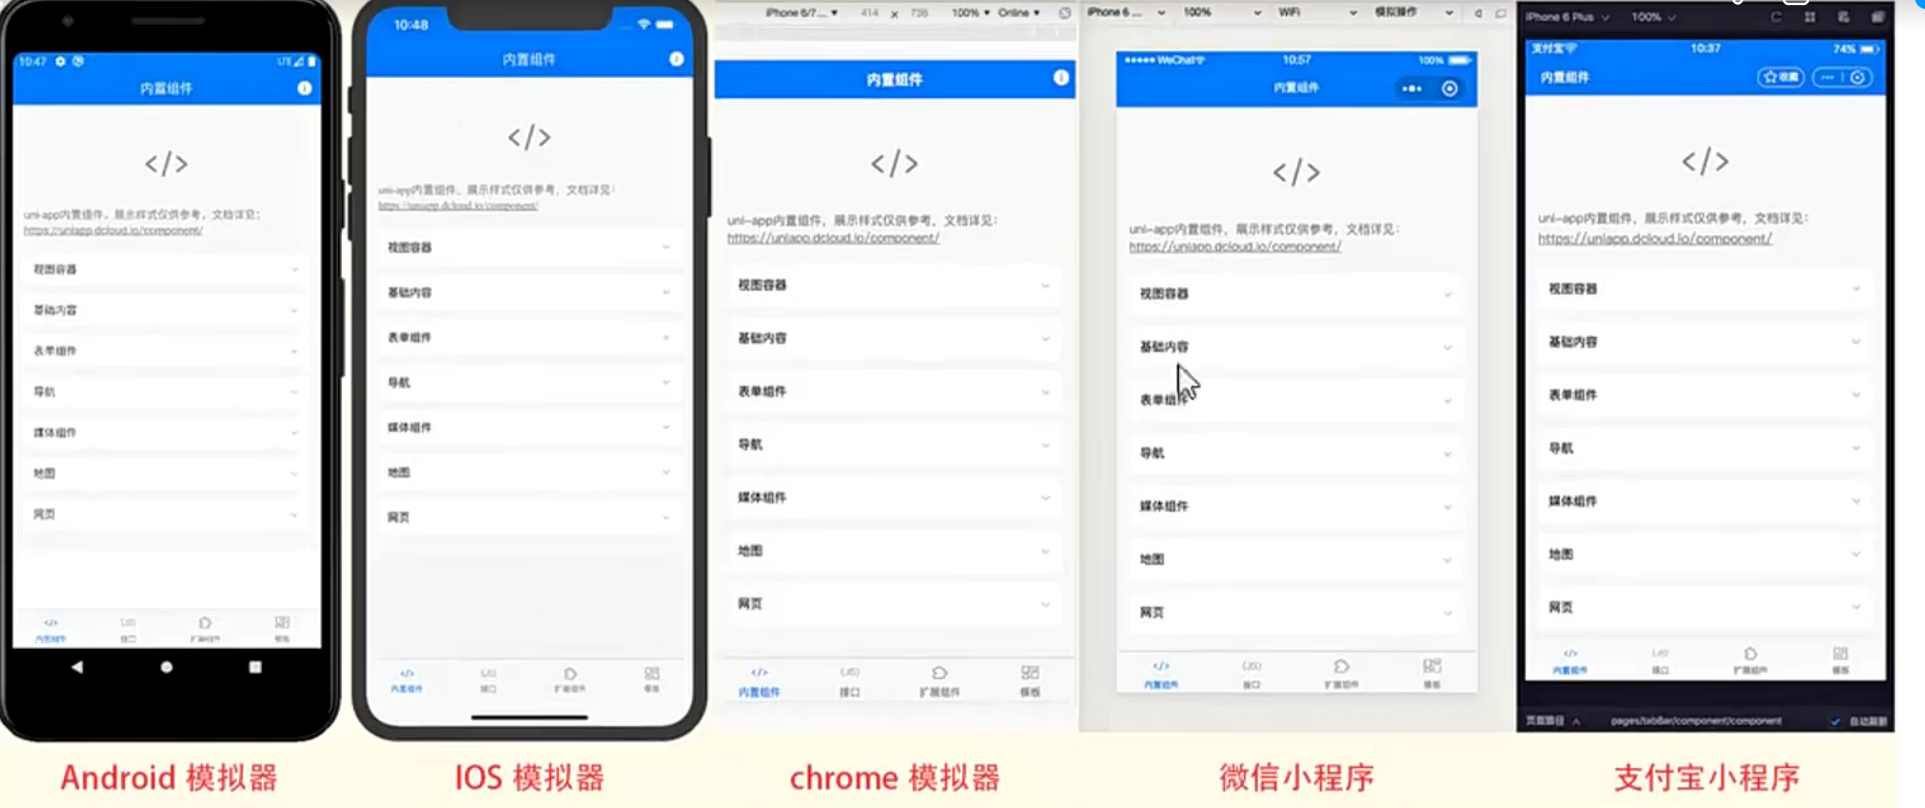 10:47
内置组件
</>
uni-app内置组件，展示样式仅供参考，文档详见：
https://uniapp.dcloud.io/component/
视图容器
基础内容
表单组件
导航
媒体组件
地图
网页
</>
内置组件
接口
扩展组件
模板
Android 模拟器
10:48
内置组件
</>
uni-app内置组件，展示样式仅供参考，文档详见：
https://uniapp.dcloud.io/component/
视图容器
基础内容
表单组件
导航
媒体组件
地图
网页
</>
内置组件
接口
扩展组件
模板
IOS 模拟器
iPhone 6/7... 414 x 736 100% Online
内置组件
</>
uni-app内置组件，展示样式仅供参考，文档详见：
https://uniapp.dcloud.io/component/
视图容器
基础内容
表单组件
导航
媒体组件
地图
网页
</>
内置组件
接口
扩展组件
模板
chrome 模拟器
iPhone 6 ... 100% WiFi 模拟操作
WeChat 10:57 100%
内置组件
</>
uni-app内置组件，展示样式仅供参考，文档详见：
https://uniapp.dcloud.io/component/
视图容器
基础内容
表单组件
导航
媒体组件
地图
网页
</>
内置组件
接口
扩展组件
模板
微信小程序
iPhone 6 Plus 100%
支付宝 10:37 74%
内置组件 收藏
</>
uni-app内置组件，展示样式仅供参考，文档详见：
https://uniapp.dcloud.io/component/
视图容器
基础内容
表单组件
导航
媒体组件
地图
网页
</>
内置组件
接口
扩展组件
模板
页面路径 pages/tabBar/component/component 自动刷新
支付宝小程序